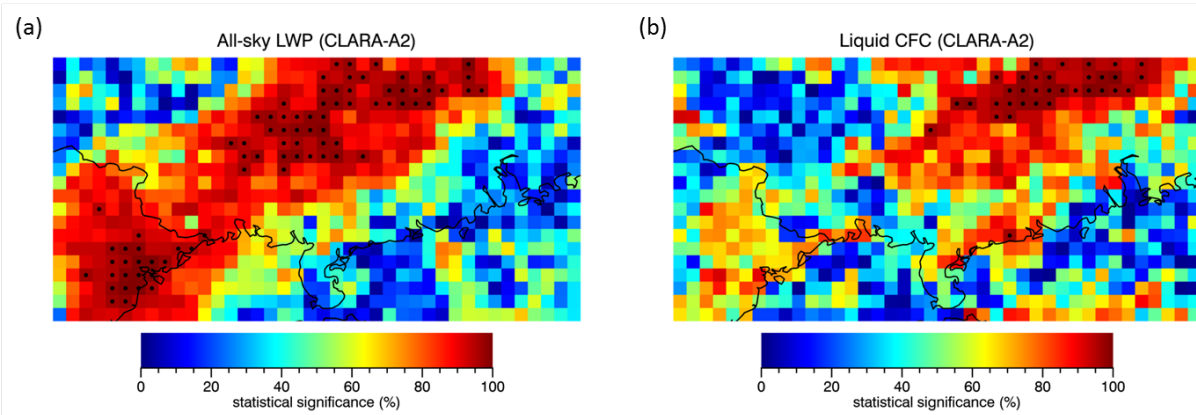 (a)
All-sky LWP (CLARA-A2)
0 20 40 60 80 100
statistical significance (%)
(b)
Liquid CFC (CLARA-A2)
0 20 40 60 80 100
statistical significance (%)